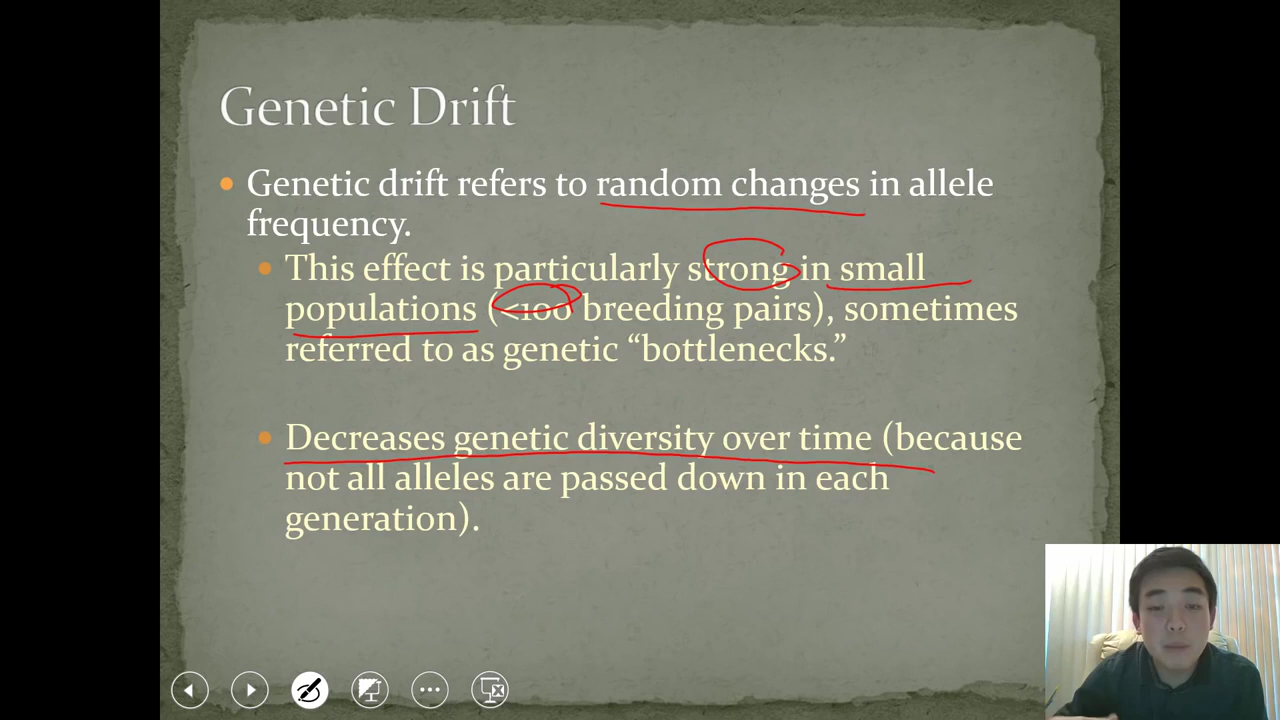 Genetic Drift
Genetic drift refers to random changes in allele
frequency.
This effect is particularly strong in small
populations (<100 breeding pairs), sometimes
referred to as genetic “bottlenecks.”
Decreases genetic diversity over time (because
not all alleles are passed down in each
generation).